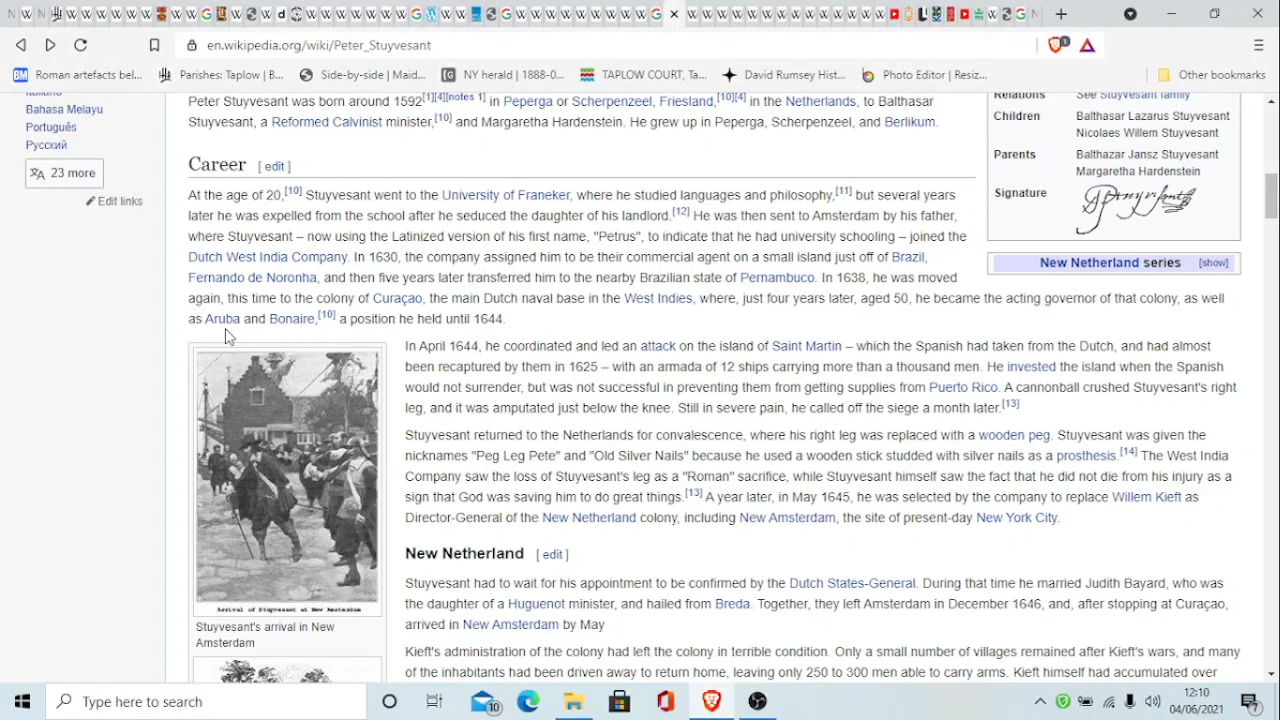 en.wikipedia.org/wiki/Peter_Stuyvesant
1
BM Roman artefacts bel...
Parishes: Taplow | B...
Side-by-side | Maid...
NY herald | 1888-0...
TAPLOW COURT, Ta...
David Rumsey Hist...
Photo Editor | Resiz...
Other bookmarks
Italiano
Bahasa Melayu
Português
Русский
23 more
Edit links
Peter Stuyvesant was born around 1592[1][4][notes 1] in Peperga or Scherpenzeel, Friesland,[10][4] in the Netherlands, to Balthasar
Stuyvesant, a Reformed Calvinist minister,[10] and Margaretha Hardenstein. He grew up in Peperga, Scherpenzeel, and Berlikum.
Career [ edit ]
At the age of 20,[10] Stuyvesant went to the University of Franeker, where he studied languages and philosophy,[11] but several years
later he was expelled from the school after he seduced the daughter of his landlord.[12] He was then sent to Amsterdam by his father,
where Stuyvesant – now using the Latinized version of his first name, "Petrus", to indicate that he had university schooling – joined the
Dutch West India Company. In 1630, the company assigned him to be their commercial agent on a small island just off of Brazil,
Fernando de Noronha, and then five years later transferred him to the nearby Brazilian state of Pernambuco. In 1638, he was moved
again, this time to the colony of Curaçao, the main Dutch naval base in the West Indies, where, just four years later, aged 50, he became the acting governor of that colony, as well
as Aruba and Bonaire,[10] a position he held until 1644.
Relations See Stuyvesant family
Children Balthasar Lazarus Stuyvesant
Nicolaes Willem Stuyvesant
Parents Balthazar Jansz Stuyvesant
Margaretha Hardenstein
Signature
New Netherland series [show]
In April 1644, he coordinated and led an attack on the island of Saint Martin – which the Spanish had taken from the Dutch, and had almost
been recaptured by them in 1625 – with an armada of 12 ships carrying more than a thousand men. He invested the island when the Spanish
would not surrender, but was not successful in preventing them from getting supplies from Puerto Rico. A cannonball crushed Stuyvesant's right
leg, and it was amputated just below the knee. Still in severe pain, he called off the siege a month later.[13]
Stuyvesant returned to the Netherlands for convalescence, where his right leg was replaced with a wooden peg. Stuyvesant was given the
nicknames "Peg Leg Pete" and "Old Silver Nails" because he used a wooden stick studded with silver nails as a prosthesis.[14] The West India
Company saw the loss of Stuyvesant's leg as a "Roman" sacrifice, while Stuyvesant himself saw the fact that he did not die from his injury as a
sign that God was saving him to do great things.[13] A year later, in May 1645, he was selected by the company to replace Willem Kieft as
Director-General of the New Netherland colony, including New Amsterdam, the site of present-day New York City.
Arrival of Stuyvesant at New Amsterdam
Stuyvesant's arrival in New
Amsterdam
New Netherland [ edit ]
Stuyvesant had to wait for his appointment to be confirmed by the Dutch States-General. During that time he married Judith Bayard, who was
the daughter of a Huguenot minister, and hailed from Breda. Together, they left Amsterdam in December 1646, and, after stopping at Curaçao,
arrived in New Amsterdam by May
Kieft's administration of the colony had left the colony in terrible condition. Only a small number of villages remained after Kieft's wars, and many
of the inhabitants had been driven away to return home, leaving only 250 to 300 men able to carry arms. Kieft himself had accumulated over
Type here to search
10
12:10
04/06/2021
7